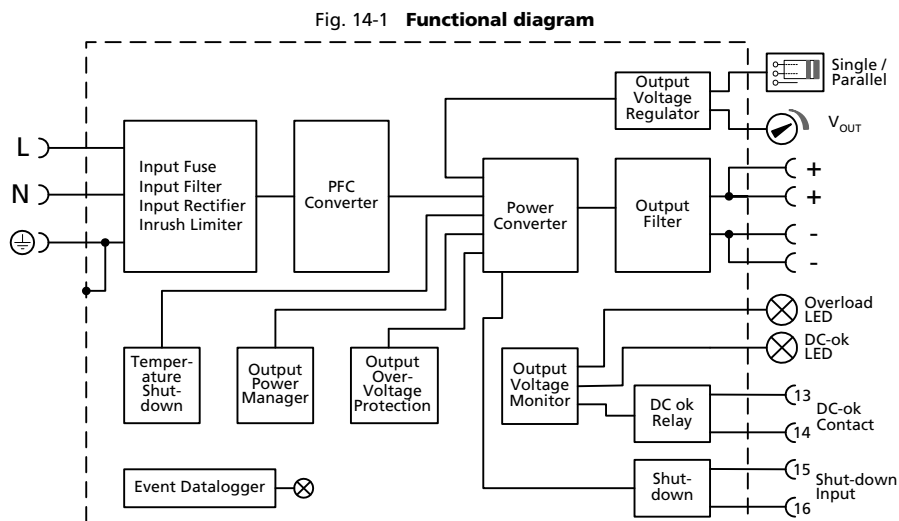 Fig. 14-1 Functional diagram
Single /
Parallel
Output
Voltage
Regulator
VOUT
L
N
Input Fuse
Input Filter
Input Rectifier
Inrush Limiter
PFC
Converter
Power
Converter
Output
Filter
+
+
-
-
Overload
LED
DC-ok
LED
Temper-
ature
Shut-
down
Output
Power
Manager
Output
Over-
Voltage
Protection
Output
Voltage
Monitor
DC ok
Relay
13
DC-ok
Contact
14
Event Datalogger
Shut-
down
15
Shut-down
Input
16